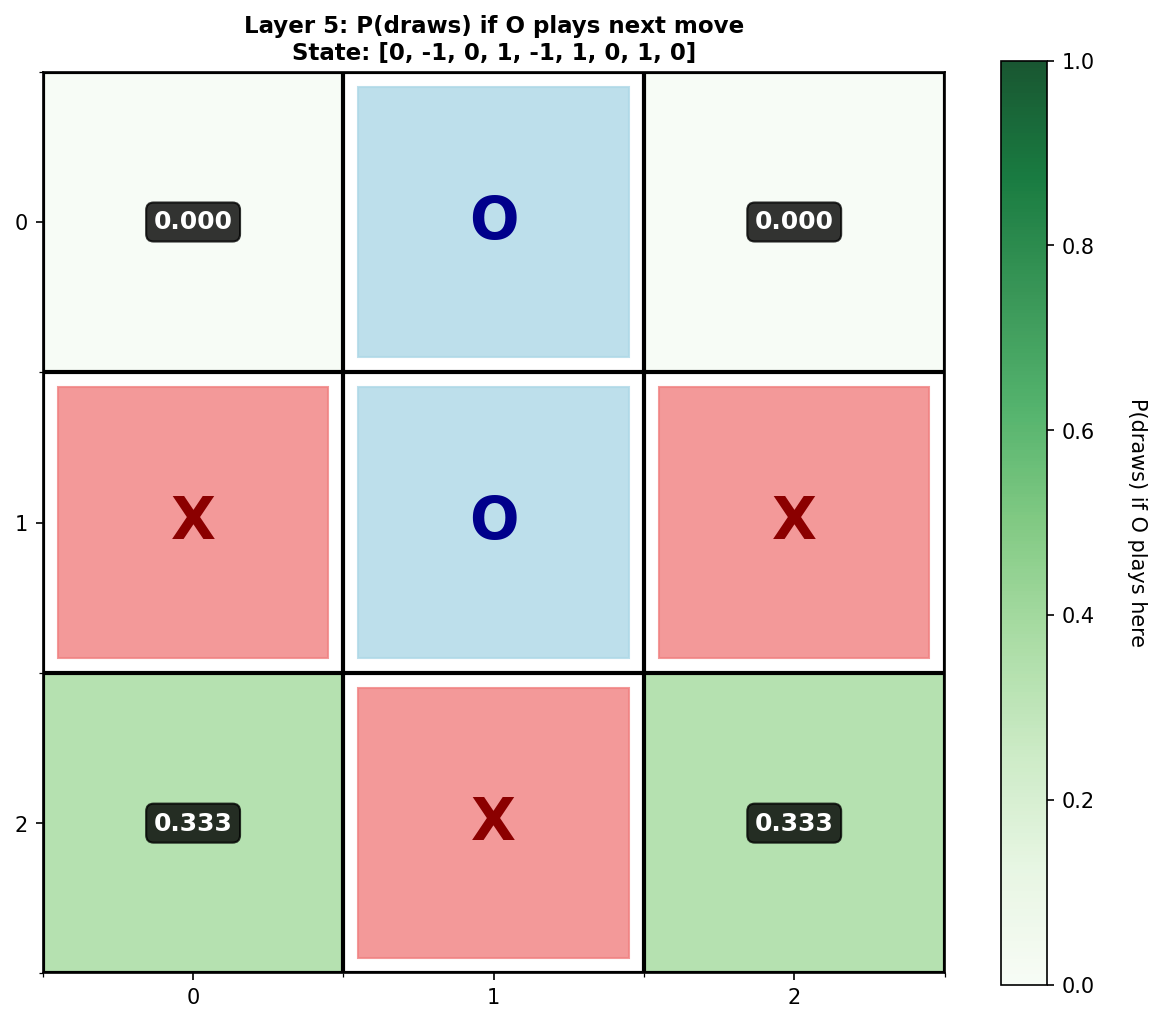 Layer 5: P(draws) if O plays next move
State: [0, -1, 0, 1, -1, 1, 0, 1, 0]
0
0.000
O
0.000
1
X
O
X
2
0.333
X
0.333
0
1
2
1.0
0.8
0.6
0.4
0.2
0.0
P(draws) if O plays here